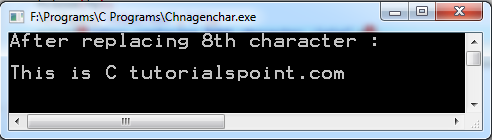 F:\Programs\C Programs\Chnagenchar.exe
After replacing 8th character :
This is C tutorialspoint.com